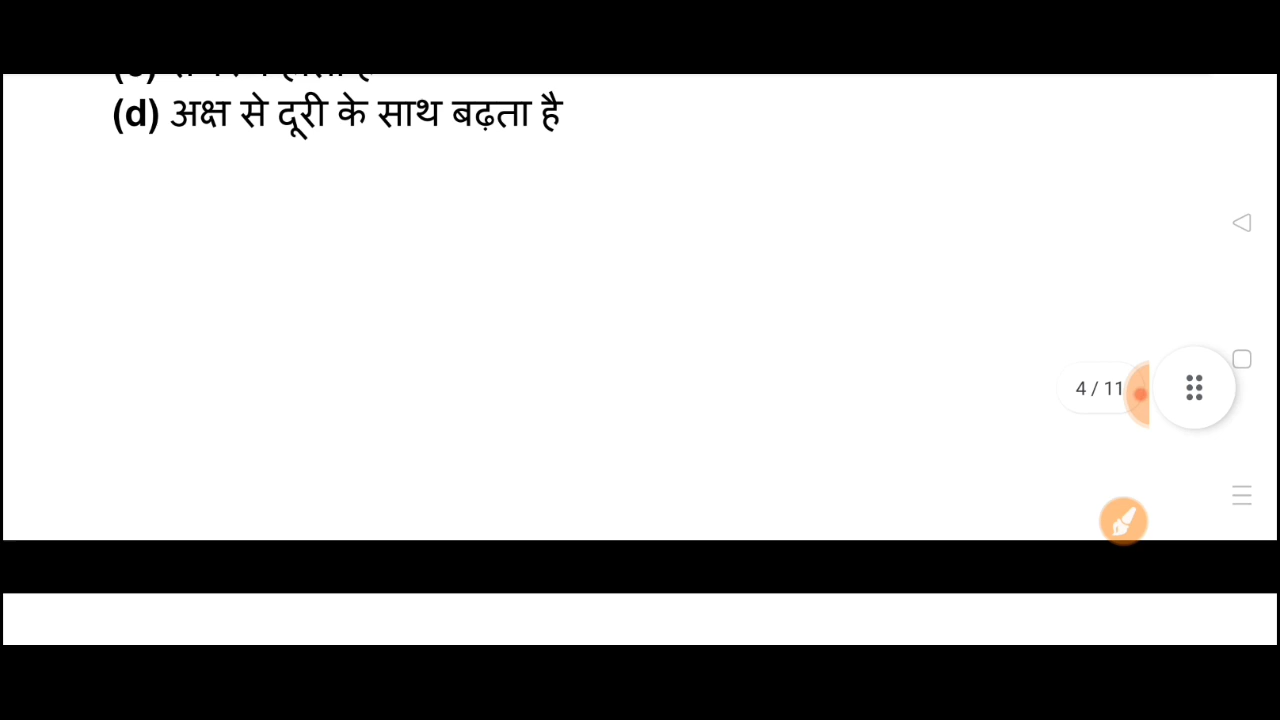 (d) अक्ष से दूरी के साथ बढ़ता है
4 / 11